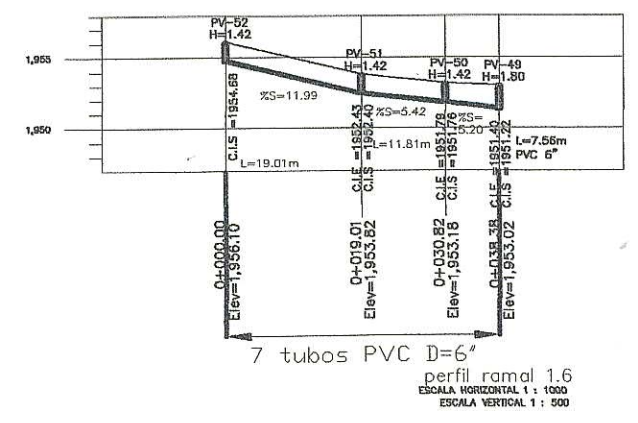 PV-52
H=1.42
PV-51
H=1.42
PV-50
H=1.42
PV-49
H=1.80
1,955
1,950
%S=11.99
%S=5.42
%S=
5.20
L=19.01m
L=11.81m
L=7.56m
PVC 6"
C.I.S =1954.68
C.I.E =1952.43
C.I.S =1952.40
C.I.E =1951.79
C.I.S =1951.76
C.I.E =1951.40
C.I.S =1951.22
0+000.00
Elev=1,956.10
0+019.01
Elev=1,953.82
0+030.82
Elev=1,953.18
0+038.38
Elev=1,953.02
7 tubos PVC D=6"
perfil ramal 1.6
ESCALA HORIZONTAL 1 : 1000
ESCALA VERTICAL 1 : 500